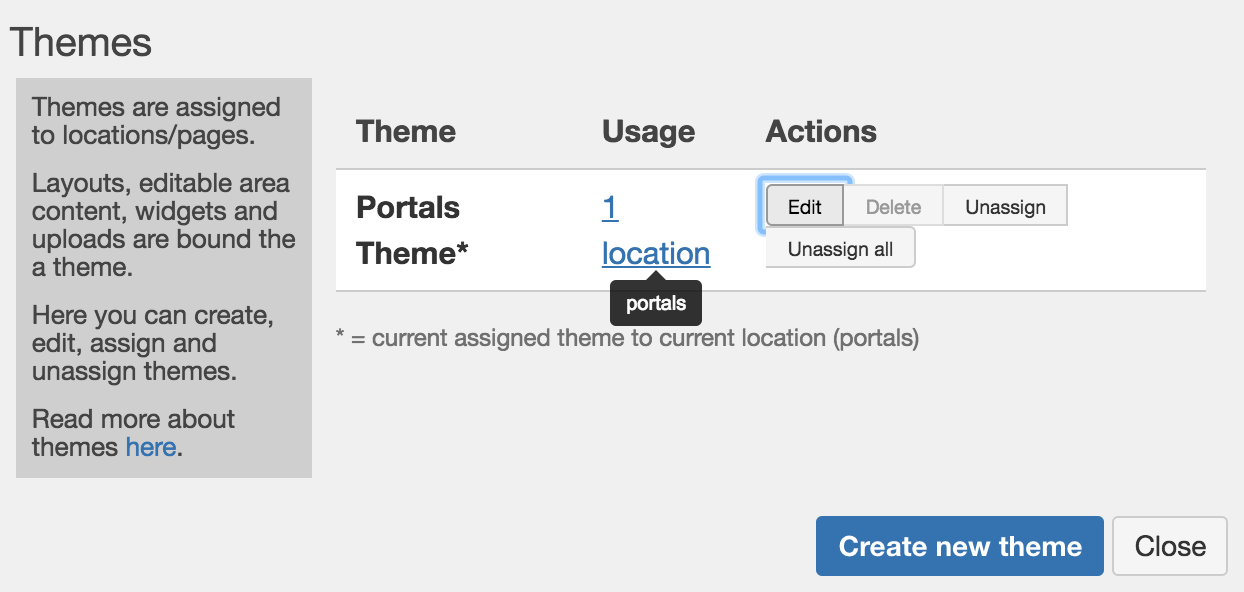 Themes
Themes are assigned
to locations/pages.
Layouts, editable area
content, widgets and
uploads are bound the
a theme.
Here you can create,
edit, assign and
unassign themes.
Read more about
themes here.
Theme Usage Actions
Portals 1 Edit Delete Unassign
Theme* location Unassign all
portals
* = current assigned theme to current location (portals)
Create new theme Close